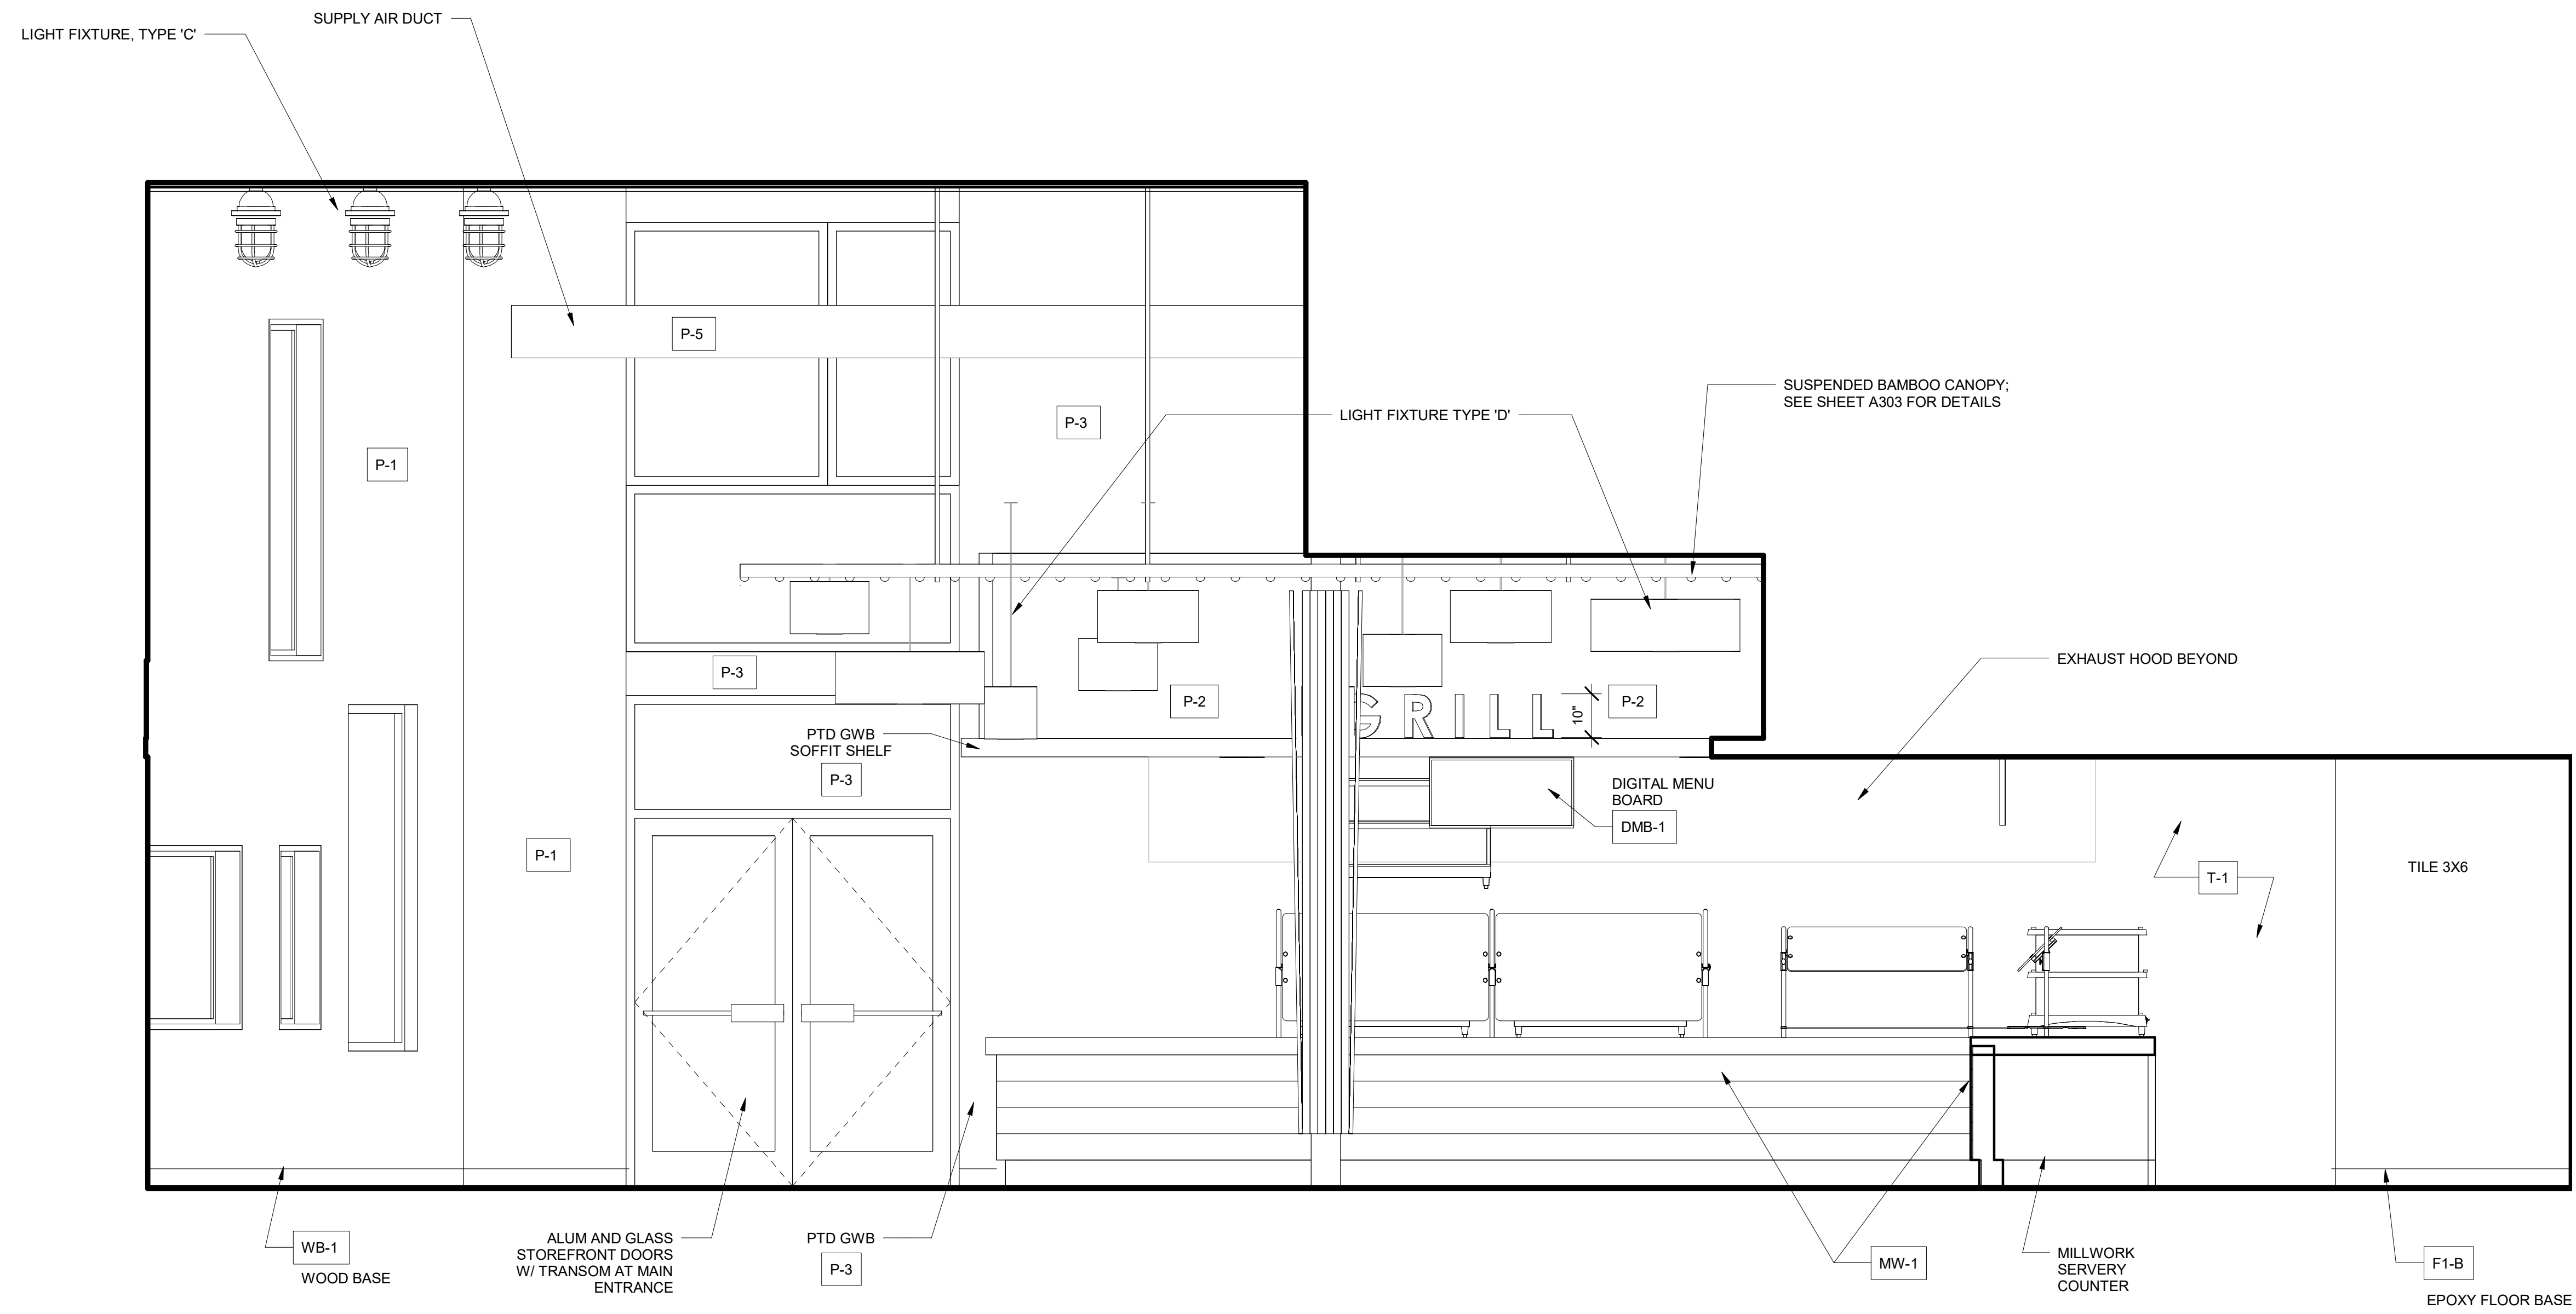 SUPPLY AIR DUCT
LIGHT FIXTURE, TYPE 'C'
P-5
SUSPENDED BAMBOO CANOPY;
SEE SHEET A303 FOR DETAILS
LIGHT FIXTURE TYPE 'D'
P-3
P-1
EXHAUST HOOD BEYOND
P-3
P-2
GRILL
10"
P-2
PTD GWB
SOFFIT SHELF
P-3
DIGITAL MENU
BOARD
DMB-1
P-1
TILE 3X6
T-1
WB-1
WOOD BASE
ALUM AND GLASS
STOREFRONT DOORS
W/ TRANSOM AT MAIN
ENTRANCE
PTD GWB
P-3
MW-1
MILLWORK
SERVERY
COUNTER
F1-B
EPOXY FLOOR BASE